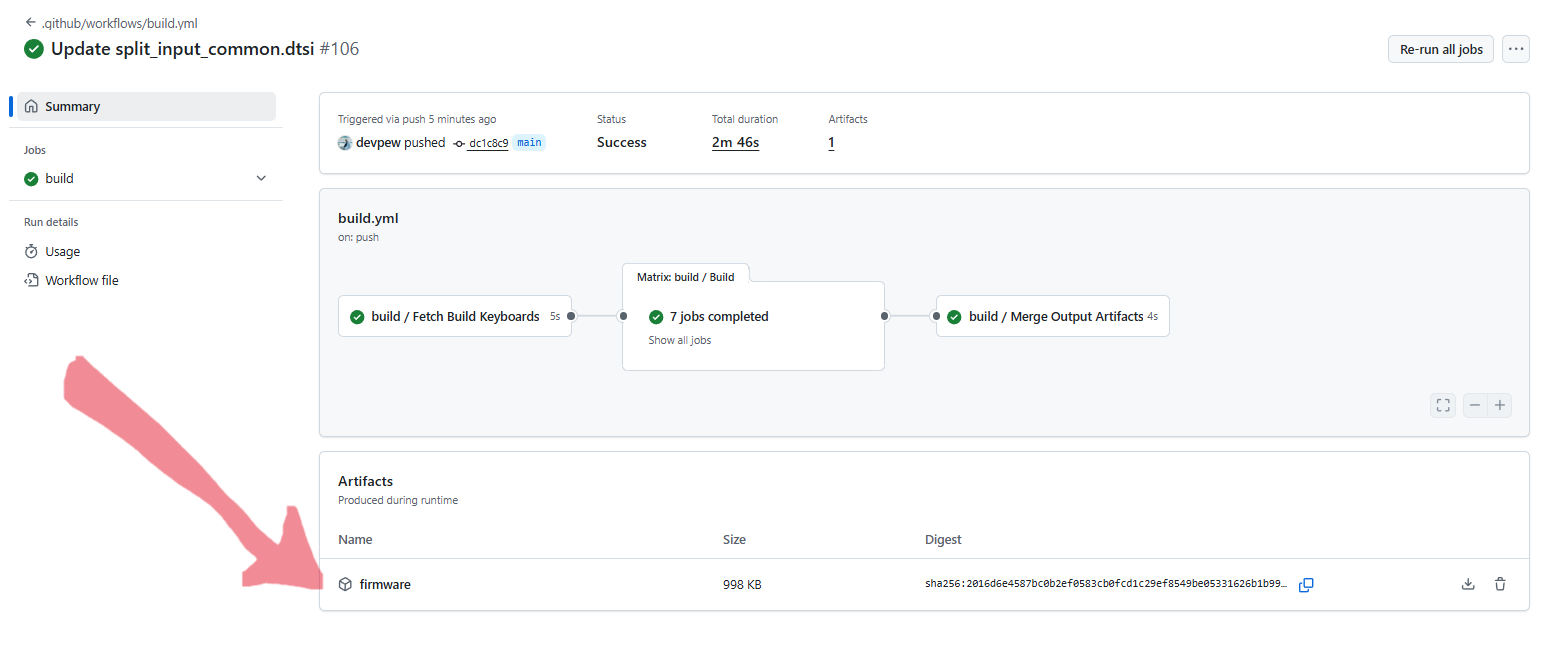 .github/workflows/build.yml
Update split_input_common.dtsi #106
Re-run all jobs
Summary
Jobs
build
Run details
Usage
Workflow file
Triggered via push 5 minutes ago
devpew pushed dc1c8c9 main
Status
Success
Total duration
2m 46s
Artifacts
1
build.yml
on: push
build / Fetch Build Keyboards 5s
Matrix: build / Build
7 jobs completed
Show all jobs
build / Merge Output Artifacts 4s
Artifacts
Produced during runtime
Name Size Digest
firmware 998 KB sha256:2016d6e4587bc0b2ef0583cb0fcd1c29ef8549be05331626b1b99…